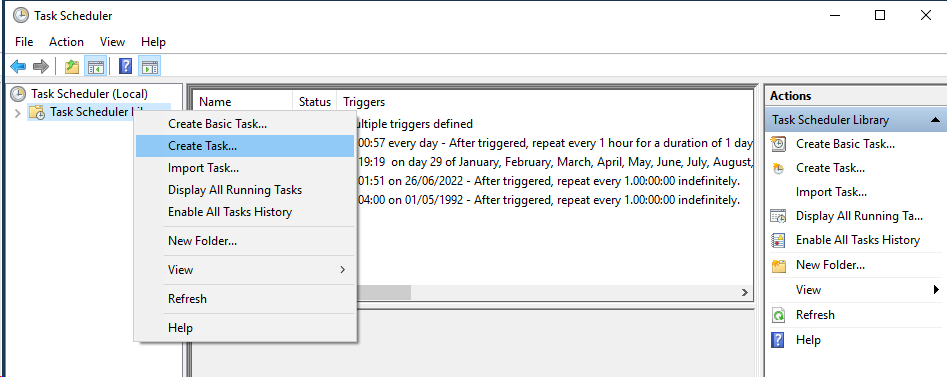 Task Scheduler
File Action View Help
Task Scheduler (Local)
Task Scheduler Li
Create Basic Task...
Create Task...
Import Task...
Display All Running Tasks
Enable All Tasks History
New Folder...
View
Refresh
Help
Name Status Triggers
ultiple triggers defined
00:57 every day - After triggered, repeat every 1 hour for a duration of 1 day
19:19 on day 29 of January, February, March, April, May, June, July, August,
01:51 on 26/06/2022 - After triggered, repeat every 1.00:00:00 indefinitely.
04:00 on 01/05/1992 - After triggered, repeat every 1.00:00:00 indefinitely.
Actions
Task Scheduler Library
Create Basic Task...
Create Task...
Import Task...
Display All Running Ta...
Enable All Tasks History
New Folder...
View
Refresh
Help